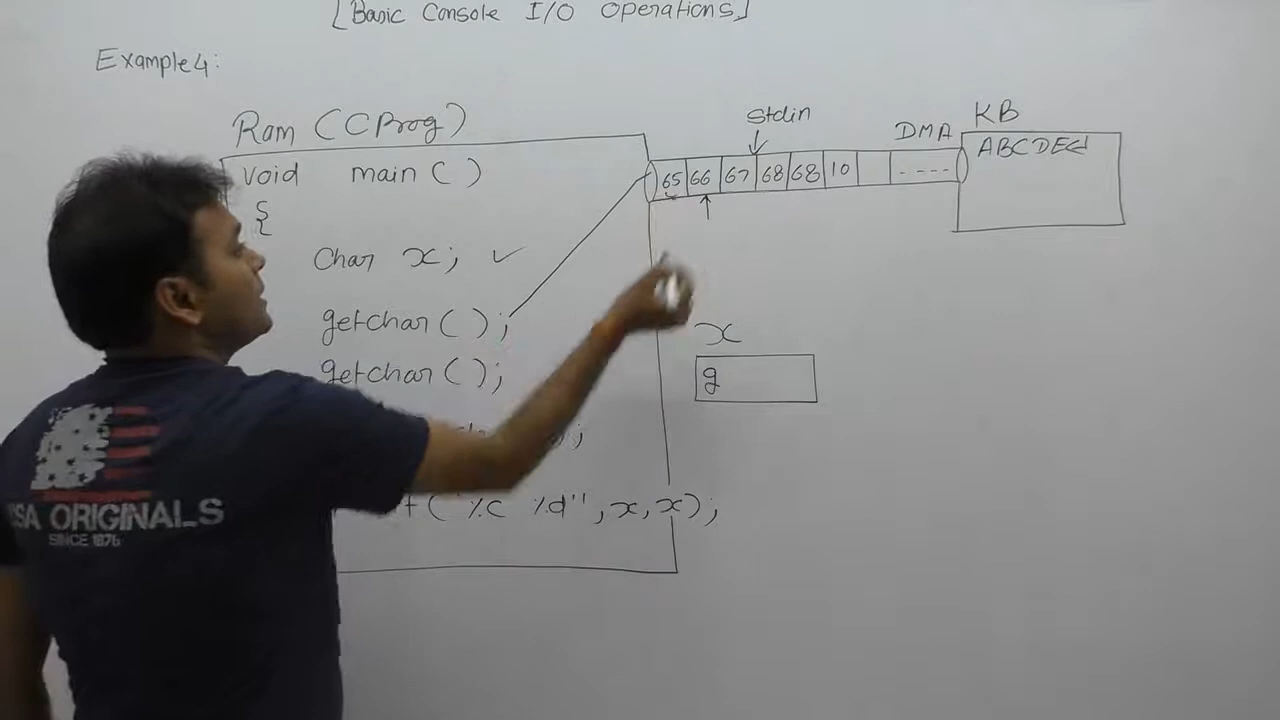 [Basic Console I/O Operations]
Example4:
Ram (CProg)
void main( )
{
Char x; ✓
getchar( );
getchar( );
);
f("%c %d",x,x);
Stdin
65 66 67 68 68 10 ----
DMA
KB
ABCDE↲
x
g
USA ORIGINALS
SINCE 1876